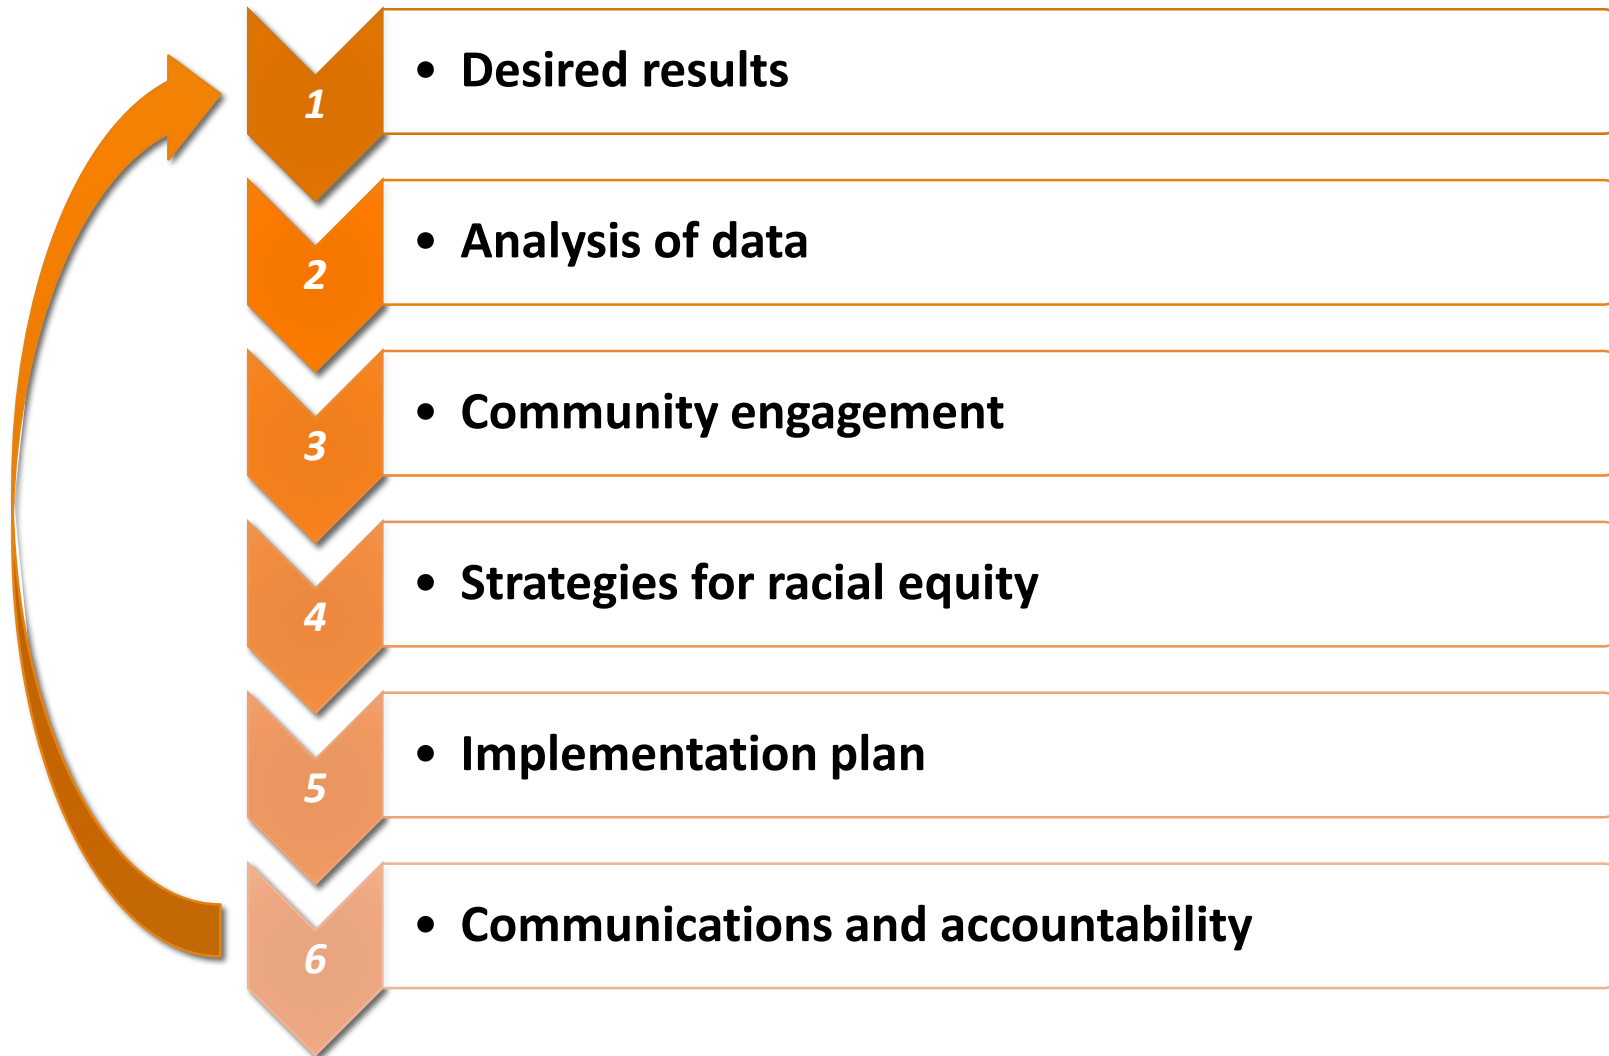 1
• Desired results
2
• Analysis of data
3
• Community engagement
4
• Strategies for racial equity
5
• Implementation plan
6
• Communications and accountability